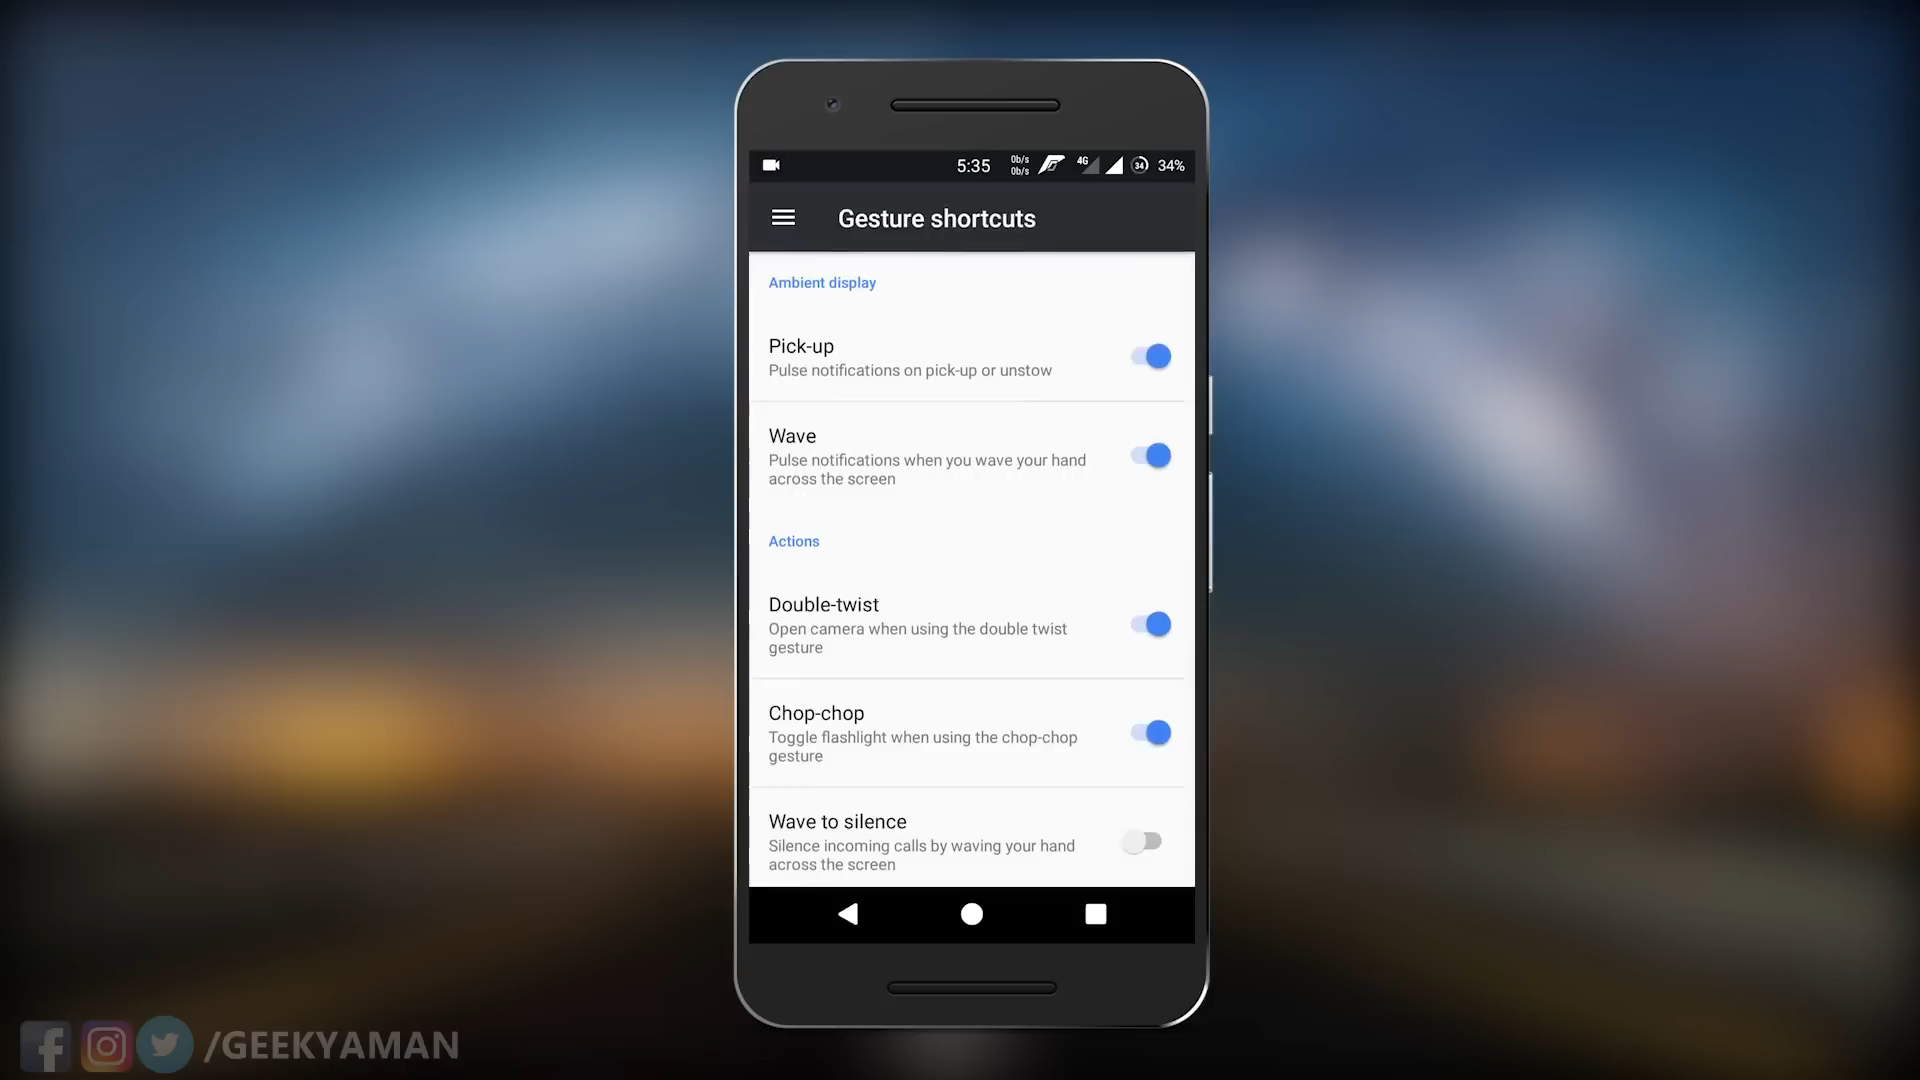 5:35
0b/s
0b/s
4G
34
34%
Gesture shortcuts
Ambient display
Pick-up
Pulse notifications on pick-up or unstow
Wave
Pulse notifications when you wave your hand
across the screen
Actions
Double-twist
Open camera when using the double twist
gesture
Chop-chop
Toggle flashlight when using the chop-chop
gesture
Wave to silence
Silence incoming calls by waving your hand
across the screen
/GEEKYAMAN